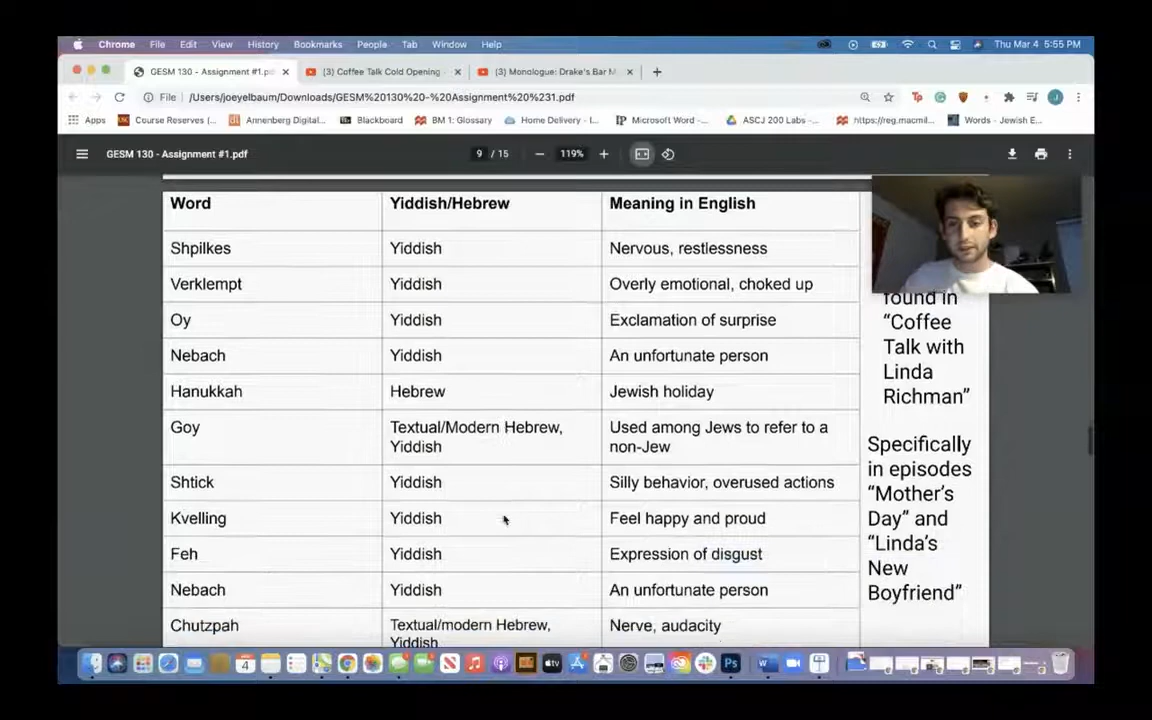 Chrome File Edit View History Bookmarks People Tab Window Help Thu Mar 4 5:55 PM
GESM 130 - Assignment #1.pd (3) Coffee Talk Cold Opening - (3) Monologue: Drake's Bar M
File /Users/joeyelbaum/Downloads/GESM%20130%20-%20Assignment%20%231.pdf
Apps Course Reserves (... Annenberg Digital... Blackboard BM 1: Glossary Home Delivery - I... Microsoft Word -... ASCJ 200 Labs -... https://reg.macmil... Words - Jewish E...
GESM 130 - Assignment #1.pdf 9 / 15 119%
Word Yiddish/Hebrew Meaning in English
Shpilkes Yiddish Nervous, restlessness
Verklempt Yiddish Overly emotional, choked up
Oy Yiddish Exclamation of surprise
Nebach Yiddish An unfortunate person
Hanukkah Hebrew Jewish holiday
Goy Textual/Modern Hebrew, Used among Jews to refer to a
Yiddish non-Jew
Shtick Yiddish Silly behavior, overused actions
Kvelling Yiddish Feel happy and proud
Feh Yiddish Expression of disgust
Nebach Yiddish An unfortunate person
Chutzpah Textual/modern Hebrew, Nerve, audacity
Yiddish
found in
"Coffee
Talk with
Linda
Richman"
Specifically
in episodes
"Mother's
Day" and
"Linda's
New
Boyfriend"